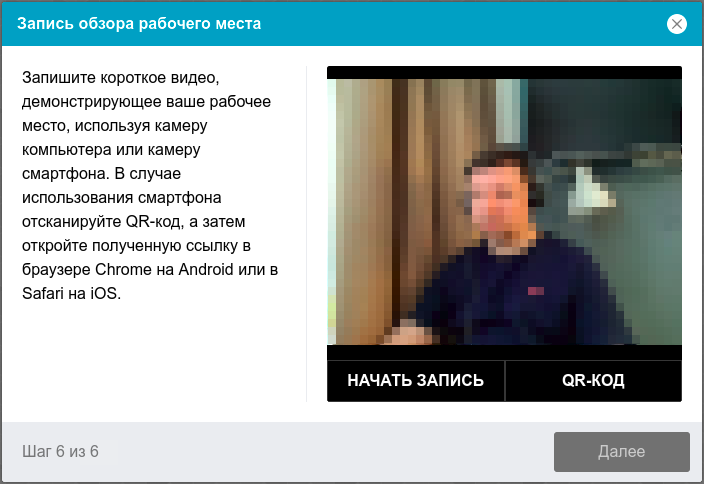 Запись обзора рабочего места
Запишите короткое видео,
демонстрирующее ваше рабочее
место, используя камеру
компьютера или камеру
смартфона. В случае
использования смартфона
отсканируйте QR-код, а затем
откройте полученную ссылку в
браузере Chrome на Android или в
Safari на iOS.
НАЧАТЬ ЗАПИСЬ
QR-КОД
Шаг 6 из 6
Далее